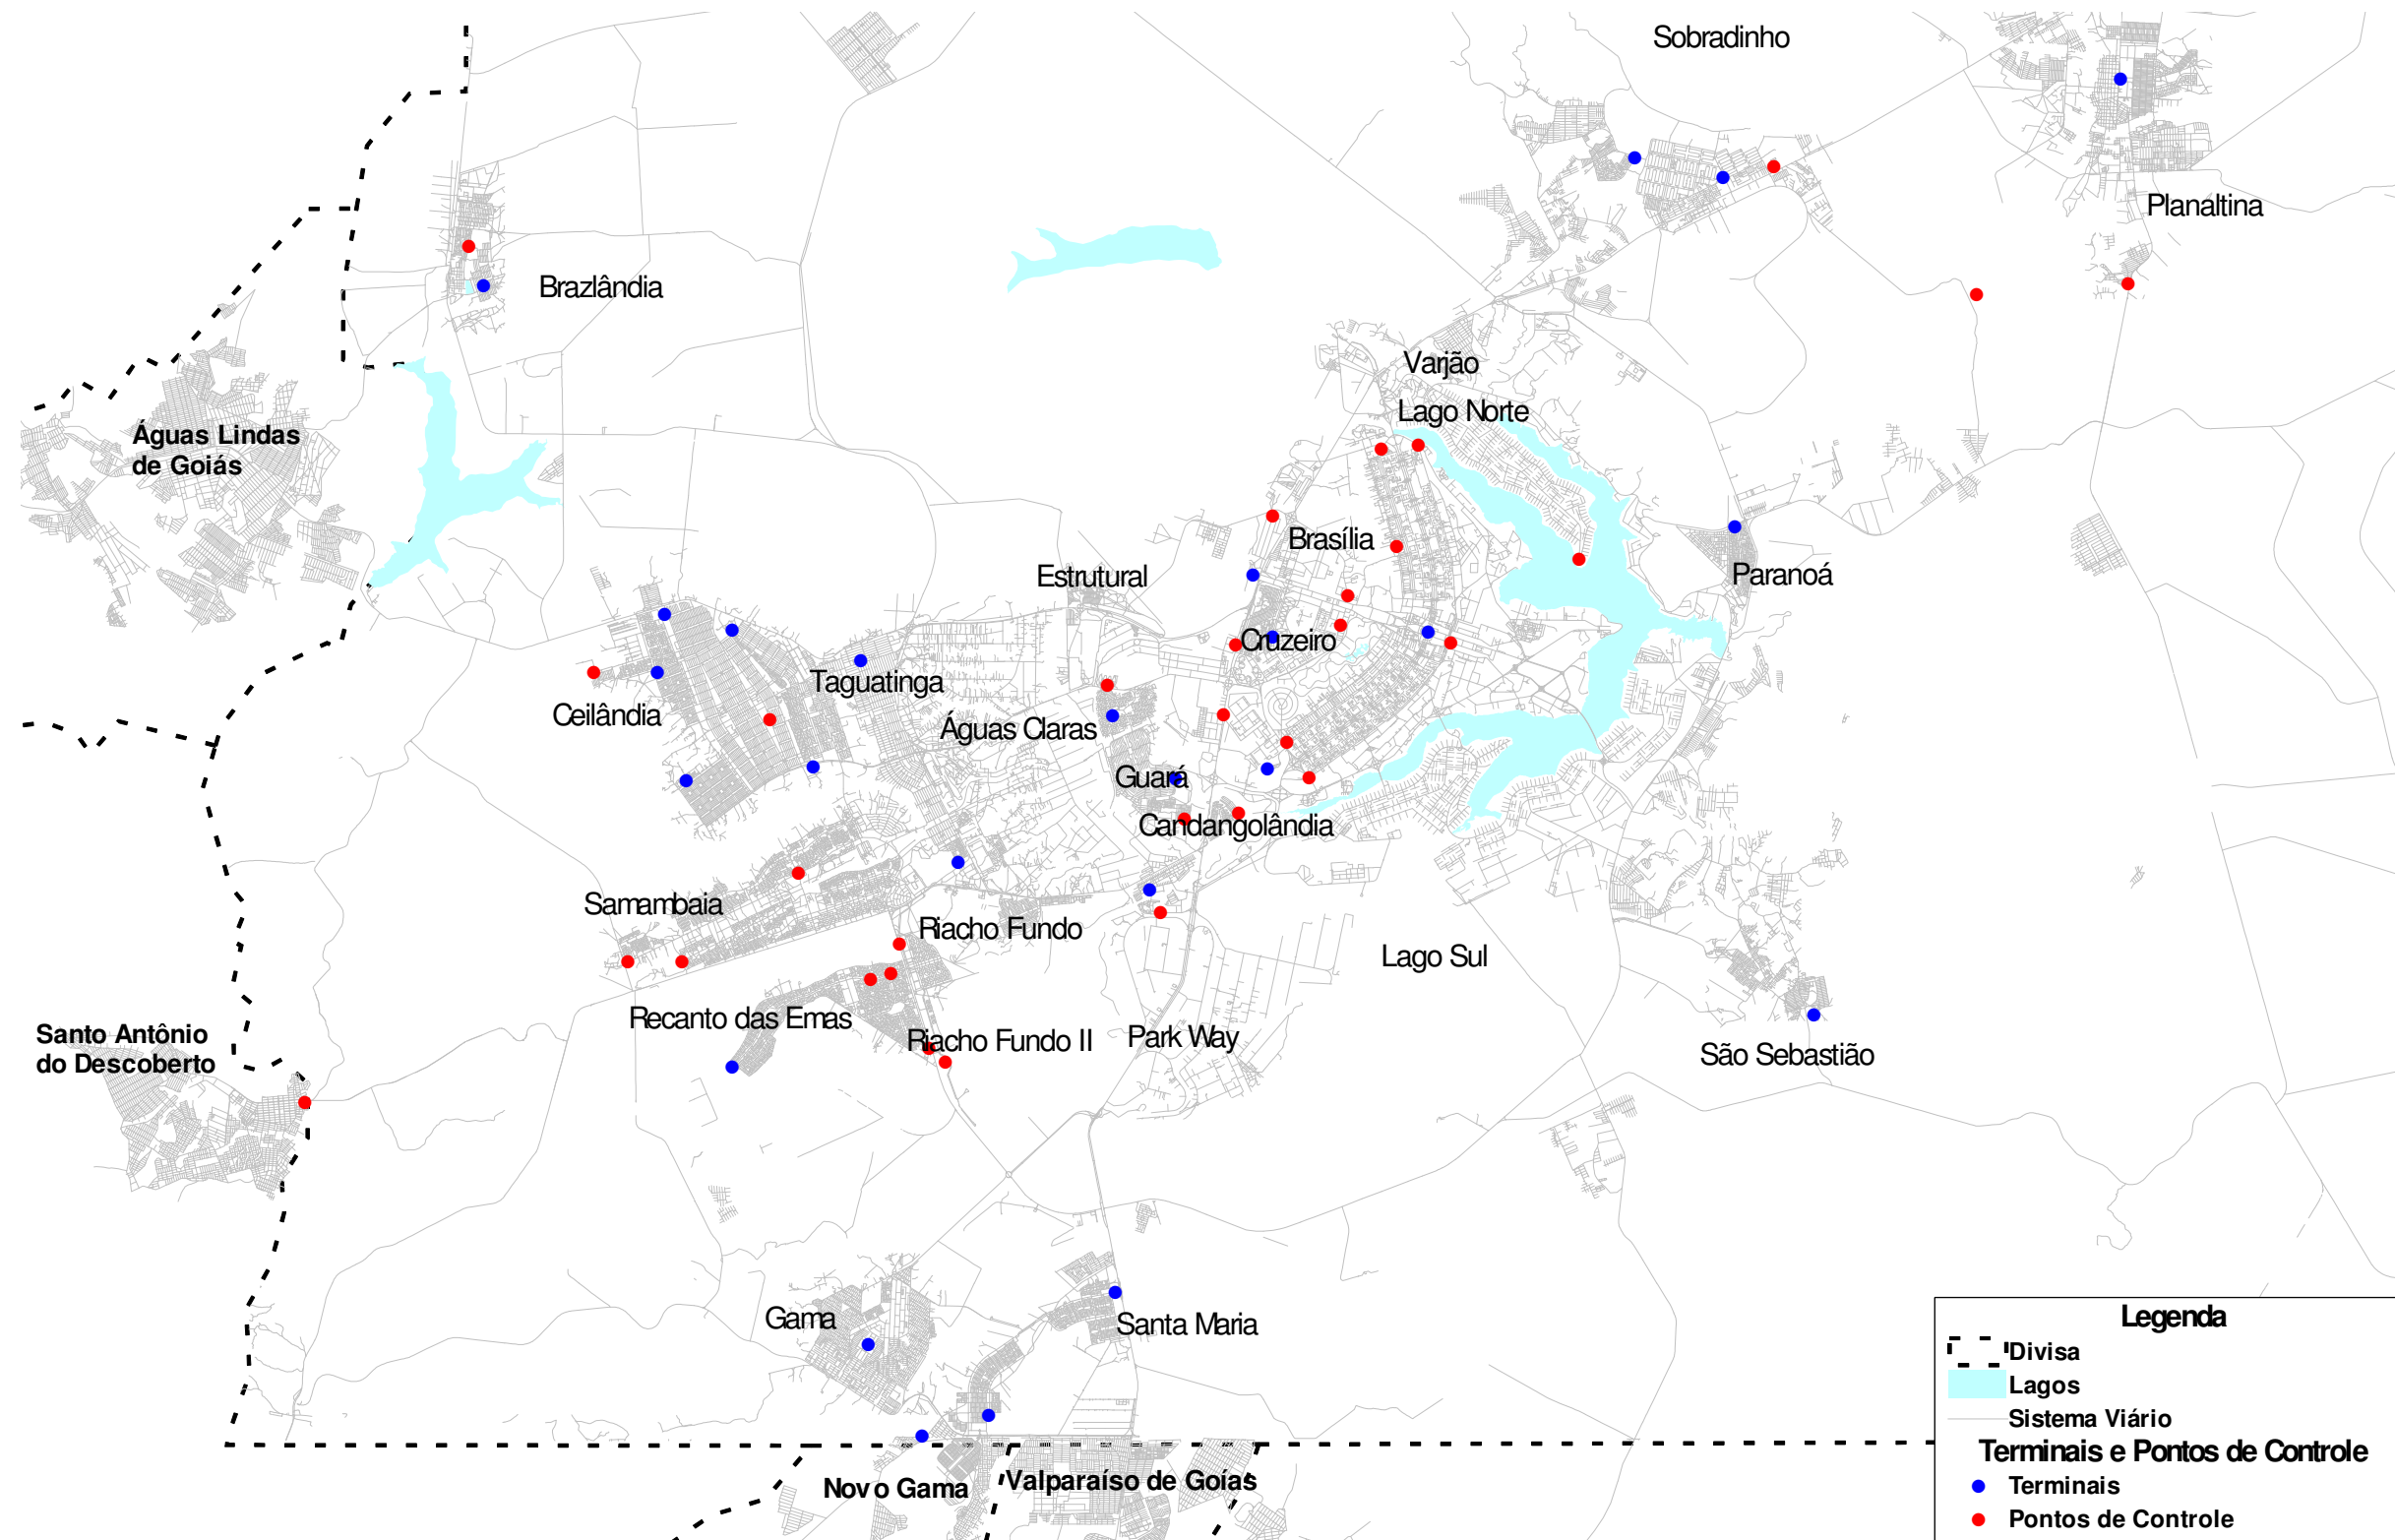 Sobradinho
Planaltina
Brazlândia
Varjão
Lago Norte
Águas Lindas
de Goiás
Brasília
Estrutural
Paranoá
Cruzeiro
Taguatinga
Ceilândia
Águas Claras
Guará
Candangolândia
Samambaia
Riacho Fundo
Lago Sul
Recanto das Emas
Riacho Fundo II
Park Way
Santo Antônio
do Descoberto
São Sebastião
Gama
Santa Maria
Novo Gama
Valparaíso de Goías
Legenda
Divisa
Lagos
Sistema Viário
Terminais e Pontos de Controle
Terminais
Pontos de Controle